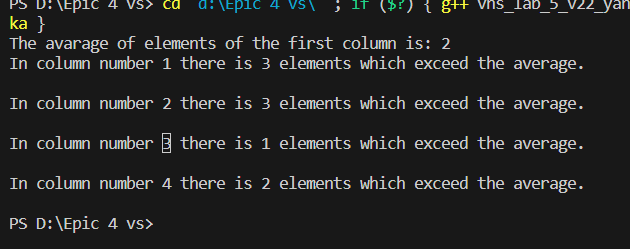 PS D:\Epic 4 vs> cd "d:\Epic 4 vs\" ; if ($?) { g++ vns_lab_5_v22_yan
ka }
The avarage of elements of the first column is: 2
In column number 1 there is 3 elements which exceed the average.
In column number 2 there is 3 elements which exceed the average.
In column number 3 there is 1 elements which exceed the average.
In column number 4 there is 2 elements which exceed the average.
PS D:\Epic 4 vs>